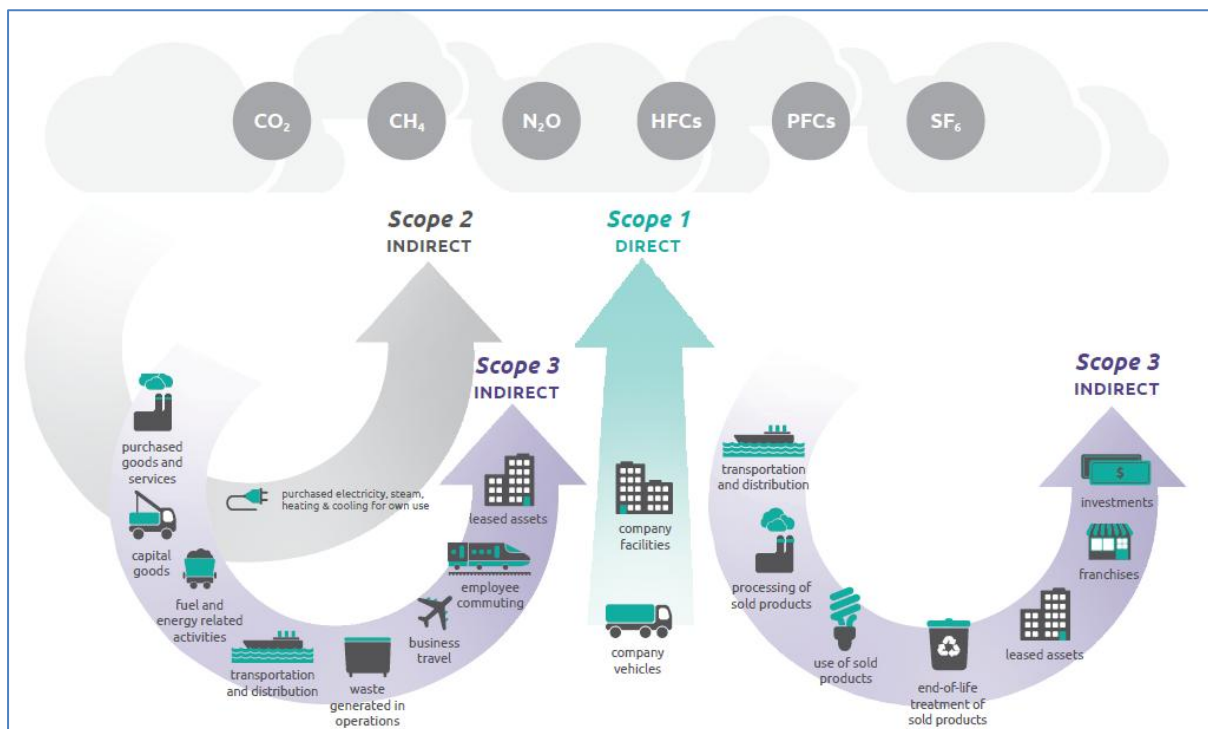 CO₂ CH₄ N₂O HFCs PFCs SF₆
Scope 2
INDIRECT
Scope 1
DIRECT
Scope 3
INDIRECT
Scope 3
INDIRECT
purchased
goods and
services
capital
goods
fuel and
energy related
activities
transportation
and distribution
waste
generated in
operations
business
travel
employee
commuting
leased assets
purchased electricity, steam,
heating & cooling for own use
company
facilities
company
vehicles
transportation
and distribution
processing of
sold products
use of sold
products
end-of-life
treatment of
sold products
leased assets
franchises
$
investments